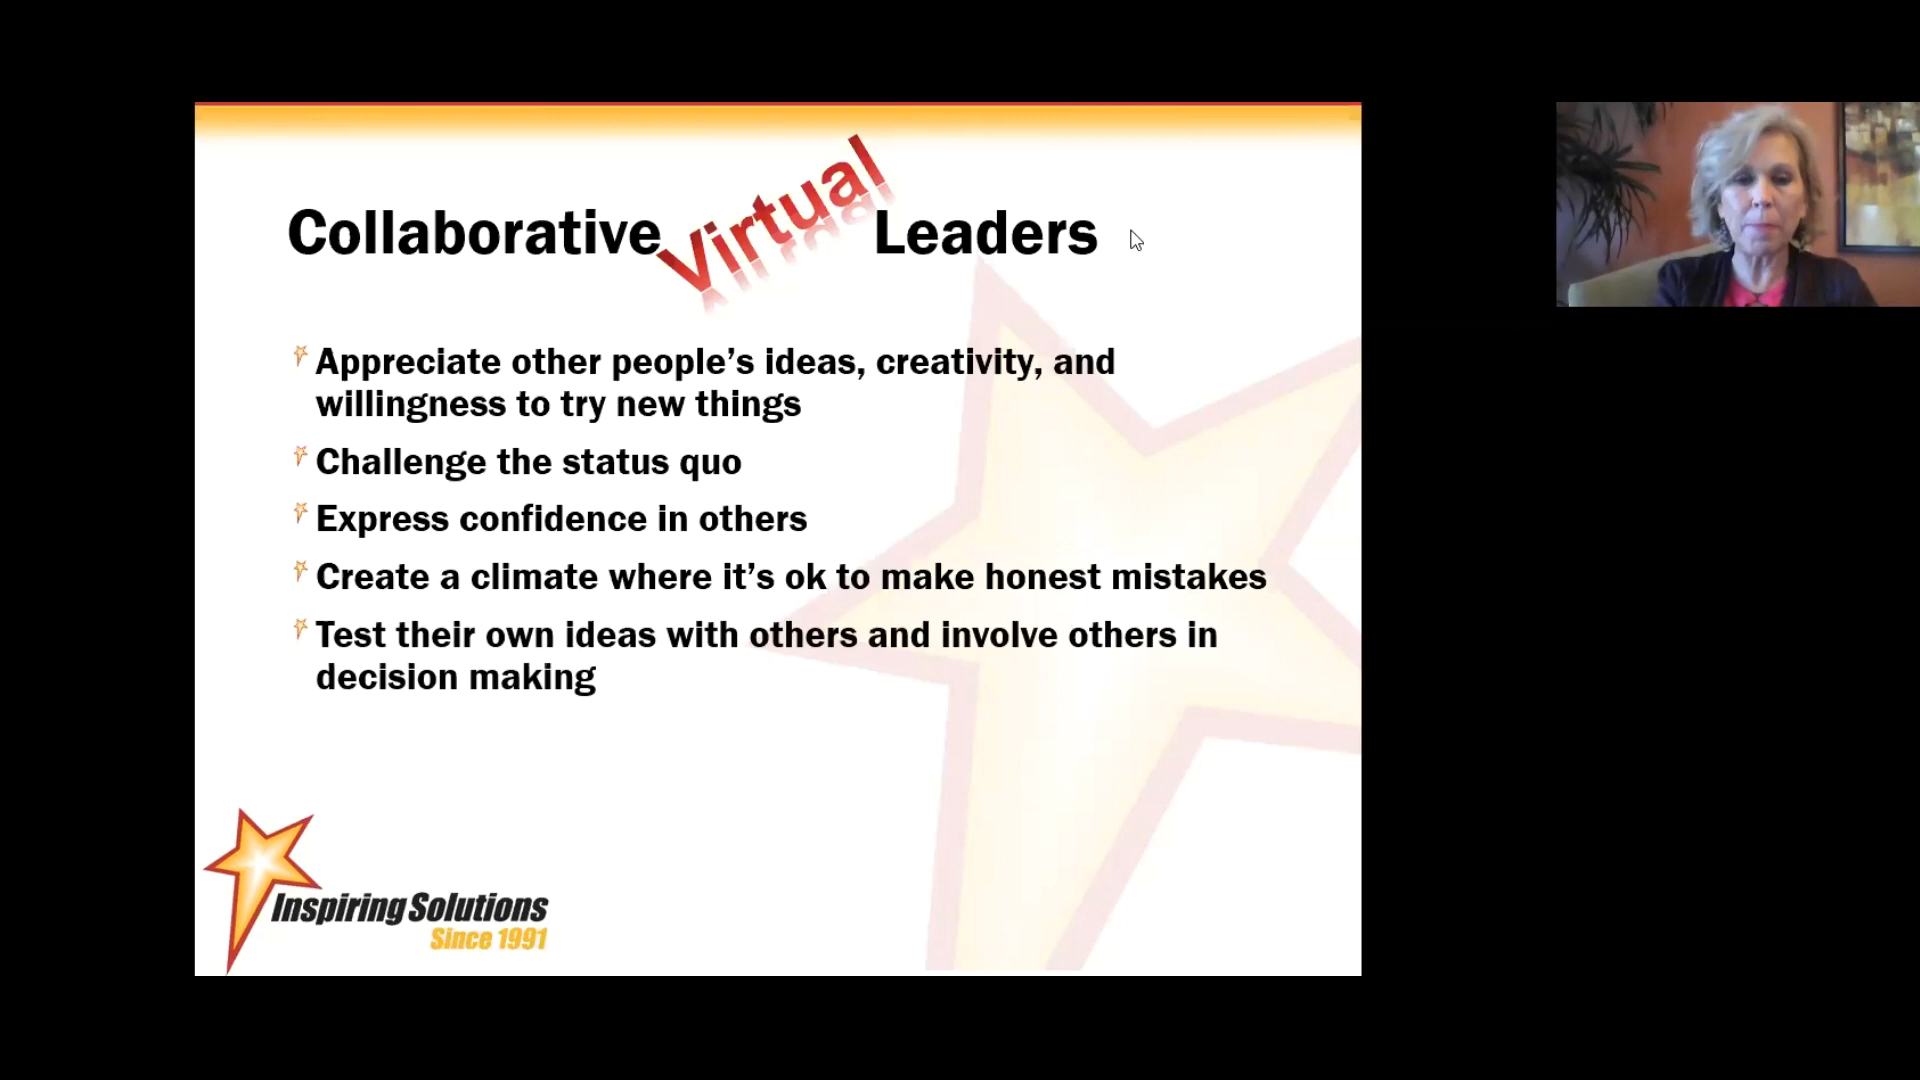 Collaborative Virtual Leaders
Appreciate other people’s ideas, creativity, and
willingness to try new things
Challenge the status quo
Express confidence in others
Create a climate where it’s ok to make honest mistakes
Test their own ideas with others and involve others in
decision making
Inspiring Solutions
Since 1991